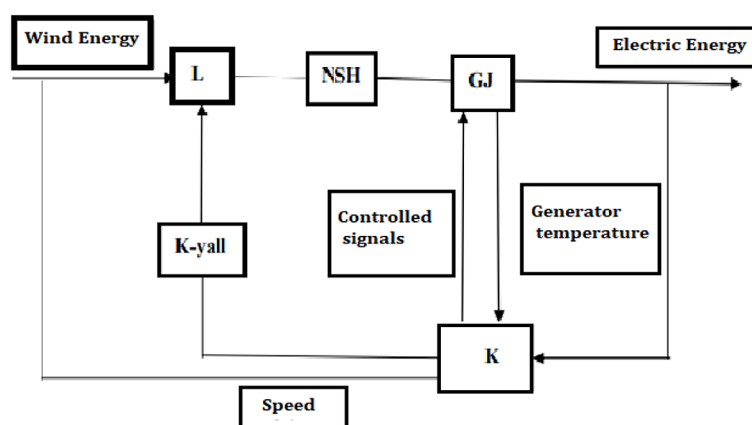 Wind Energy
Electric Energy
L
NSH
GJ
Controlled
signals
Generator
temperature
K-yall
K
Speed